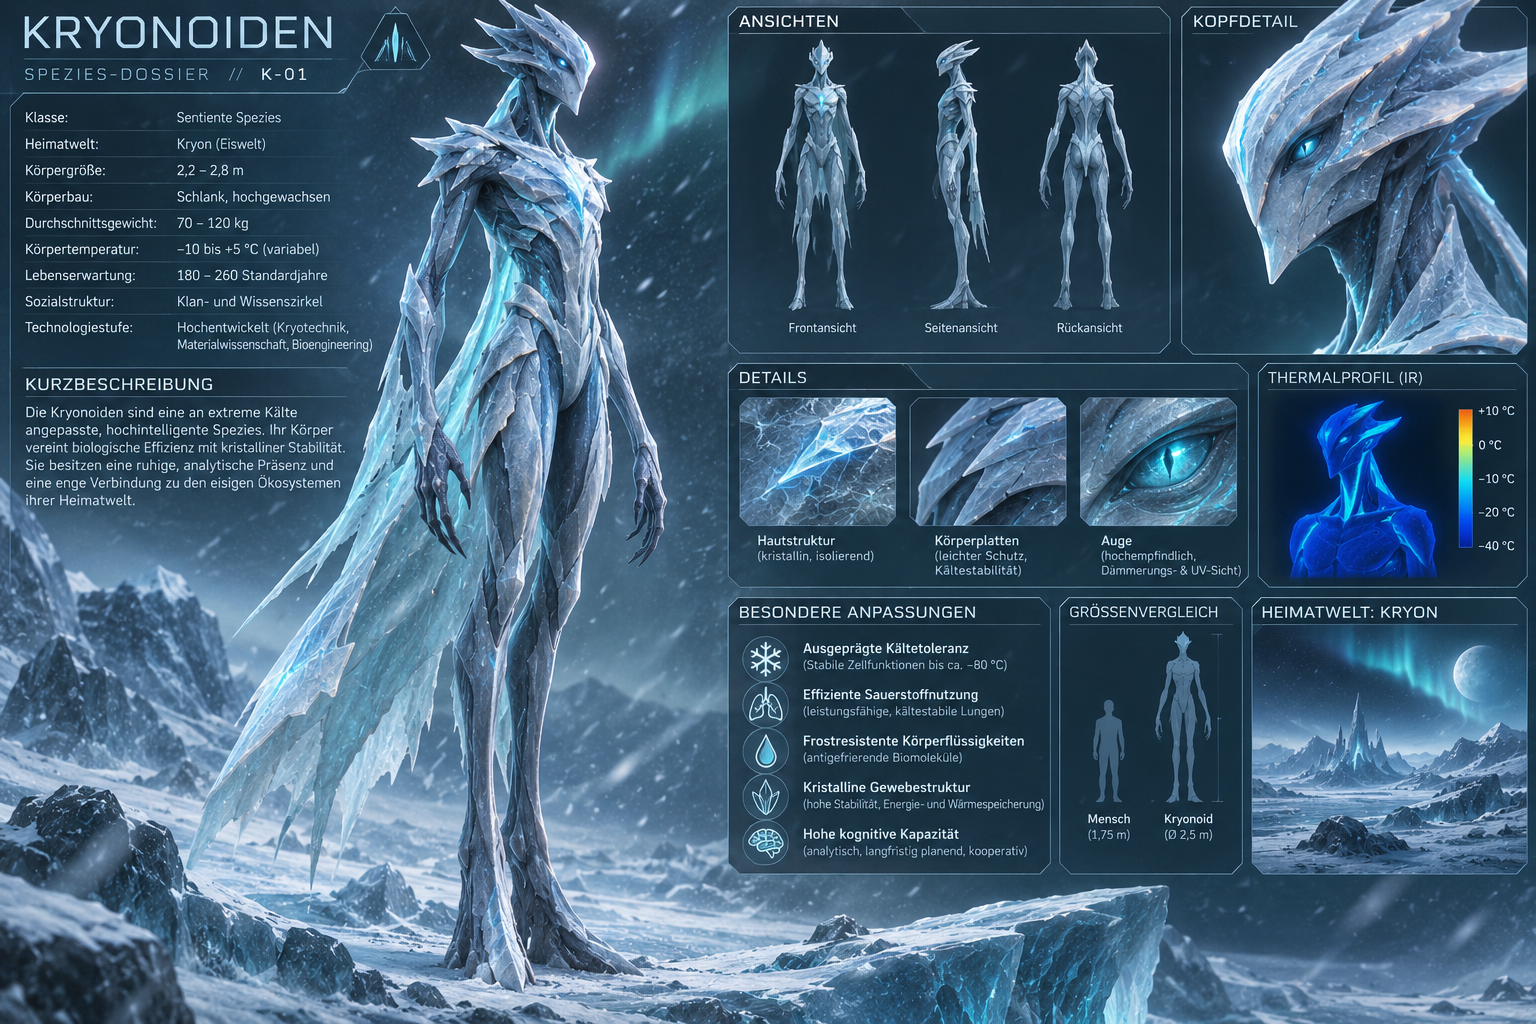 KRYONOIDEN
SPEZIES-DOSSIER // K-01
Klasse: Sentiente Spezies
Heimatwelt: Kryon (Eiswelt)
Körpergröße: 2,2 – 2,8 m
Körperbau: Schlank, hochgewachsen
Durchschnittsgewicht: 70 – 120 kg
Körpertemperatur: –10 bis +5 °C (variabel)
Lebenserwartung: 180 – 260 Standardjahre
Sozialstruktur: Klan- und Wissenszirkel
Technologiestufe: Hochentwickelt (Kryotechnik,
Materialwissenschaft, Bioengineering)
KURZBESCHREIBUNG
Die Kryonoiden sind eine an extreme Kälte
angepasste, hochintelligente Spezies. Ihr Körper
vereint biologische Effizienz mit kristalliner Stabilität.
Sie besitzen eine ruhige, analytische Präsenz und
eine enge Verbindung zu den eisigen Ökosystemen
ihrer Heimatwelt.
ANSICHTEN
Frontansicht
Seitenansicht
Rückansicht
KOPFDETAIL
DETAILS
Hautstruktur
(kristallin, isolierend)
Körperplatten
(leichter Schutz,
Kältestabilität)
Auge
(hochempfindlich,
Dämmerungs- & UV-Sicht)
THERMALPROFIL (IR)
+10 °C
0 °C
–10 °C
–20 °C
–40 °C
BESONDERE ANPASSUNGEN
Ausgeprägte Kältetoleranz
(Stabile Zellfunktionen bis ca. –80 °C)
Effiziente Sauerstoffnutzung
(leistungsfähige, kältestabile Lungen)
Frostresistente Körperflüssigkeiten
(antigefrierende Biomoleküle)
Kristalline Gewebestruktur
(hohe Stabilität, Energie- und Wärmespeicherung)
Hohe kognitive Kapazität
(analytisch, langfristig planend, kooperativ)
GRÖSSENVERGLEICH
Mensch
(1,75 m)
Kryonoid
(Ø 2,5 m)
HEIMATWELT: KRYON